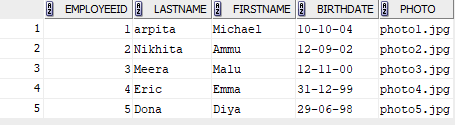 EMPLOYEEID LASTNAME FIRSTNAME BIRTHDATE PHOTO
1 1 arpita Michael 10-10-04 photo1.jpg
2 2 Nikhita Ammu 12-09-02 photo2.jpg
3 3 Meera Malu 12-11-00 photo3.jpg
4 4 Eric Emma 31-12-99 photo4.jpg
5 5 Dona Diya 29-06-98 photo5.jpg